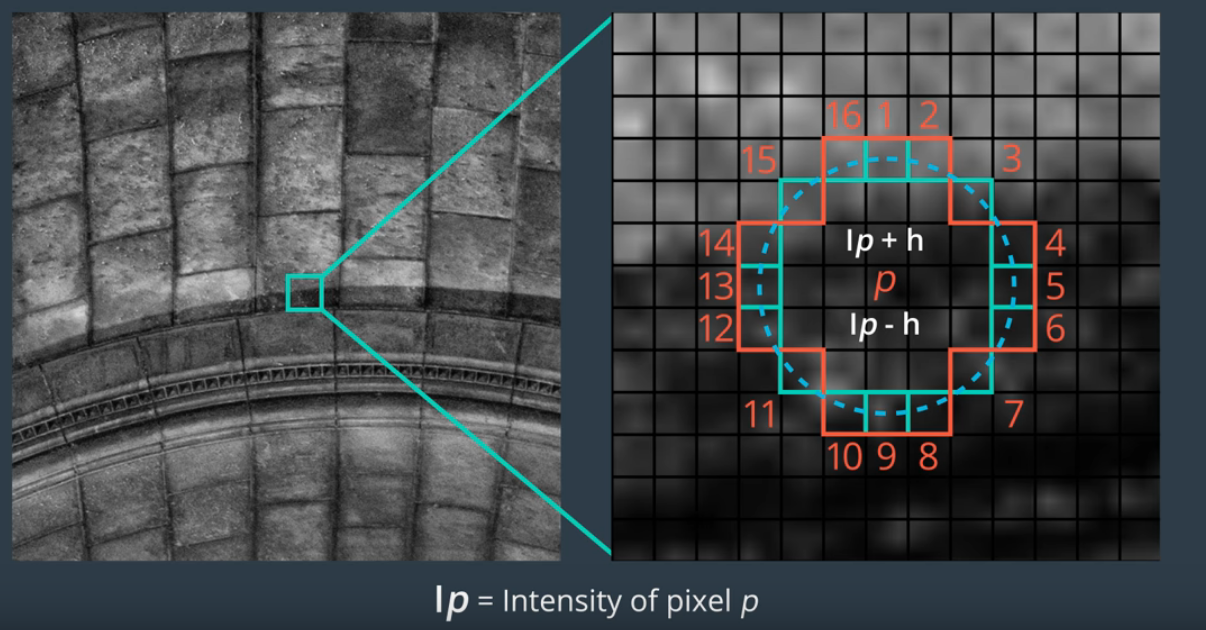 16 1 2
15 3
14 Ip + h 4
13 p 5
12 Ip - h 6
11 7
10 9 8
Ip = Intensity of pixel p